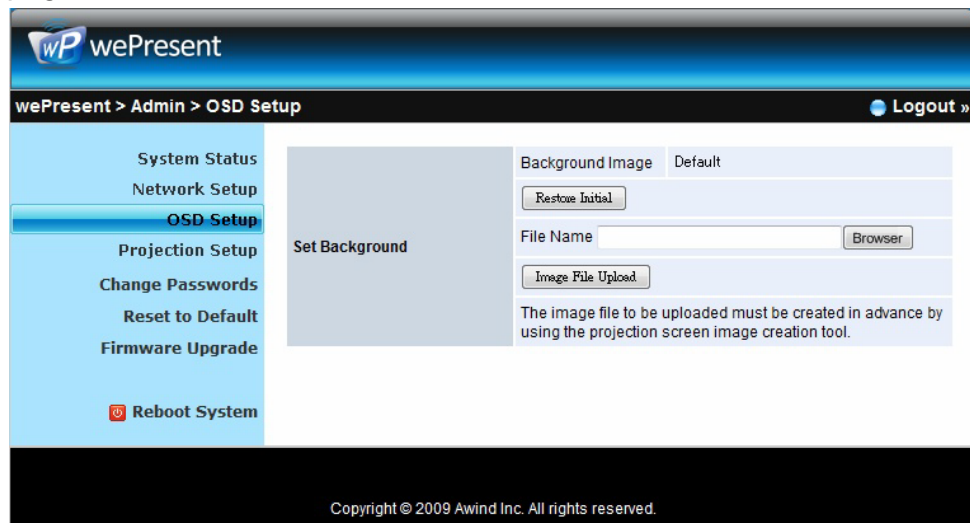 wP wePresent
wePresent > Admin > OSD Setup
Logout »
System Status
Network Setup
OSD Setup
Projection Setup
Change Passwords
Reset to Default
Firmware Upgrade
Reboot System
Set Background
Background Image Default
Restore Initial
File Name Browser
Image File Upload
The image file to be uploaded must be created in advance by
using the projection screen image creation tool.
Copyright © 2009 Awind Inc. All rights reserved.